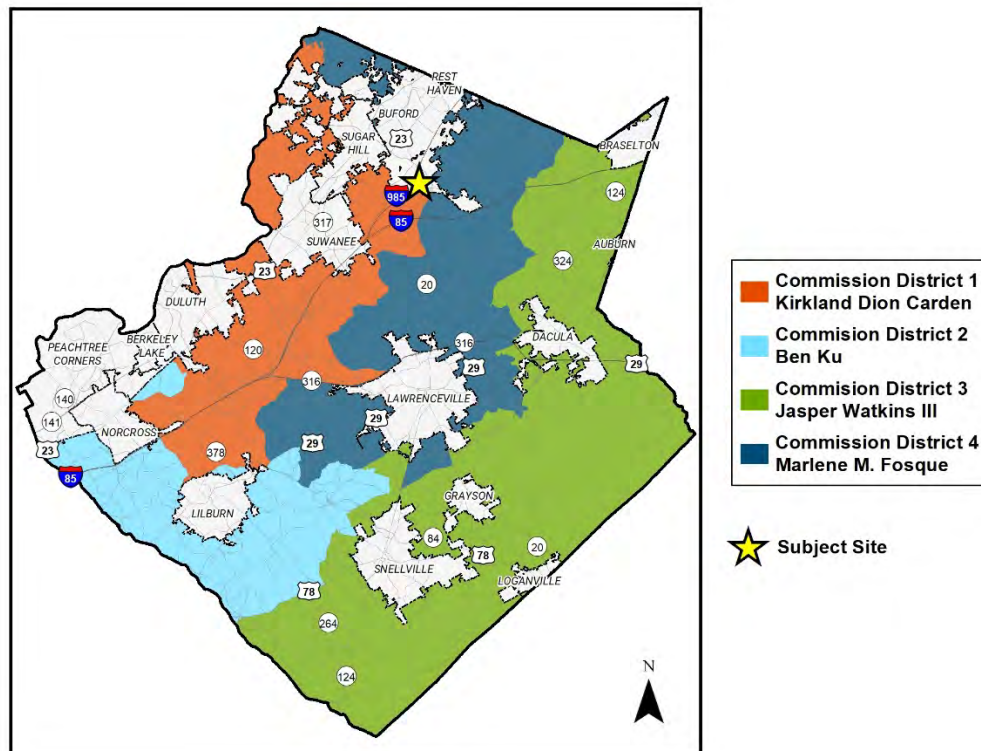 REST
HAVEN
BUFORD
23
SUGAR
HILL
BRASELTON
985
124
85
317
SUWANEE
AUBURN
23
324
20
DULUTH
BERKELEY
LAKE
PEACHTREE
CORNERS
120
316
DACULA
29
29
316
140
LAWRENCEVILLE
141
NORCROSS
29
29
23
378
85
LILBURN
GRAYSON
84
78
20
SNELLVILLE
LOGANVILLE
78
264
124
N
Commission District 1
Kirkland Dion Carden
Commision District 2
Ben Ku
Commision District 3
Jasper Watkins III
Commission District 4
Marlene M. Fosque
Subject Site